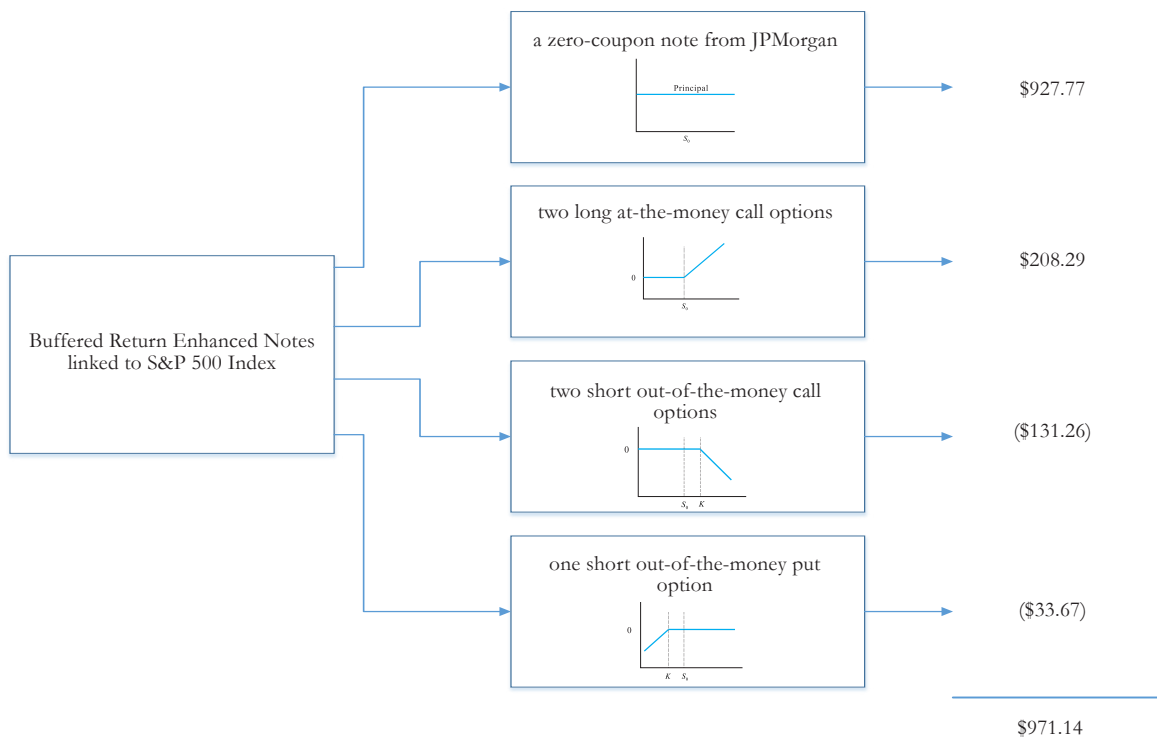 a zero-coupon note from JPMorgan
Principal
S₀
$927.77
two long at-the-money call options
0
S₀
$208.29
Buffered Return Enhanced Notes
linked to S&P 500 Index
two short out-of-the-money call
options
0
S₀ K
($131.26)
one short out-of-the-money put
option
0
K S₀
($33.67)
$971.14